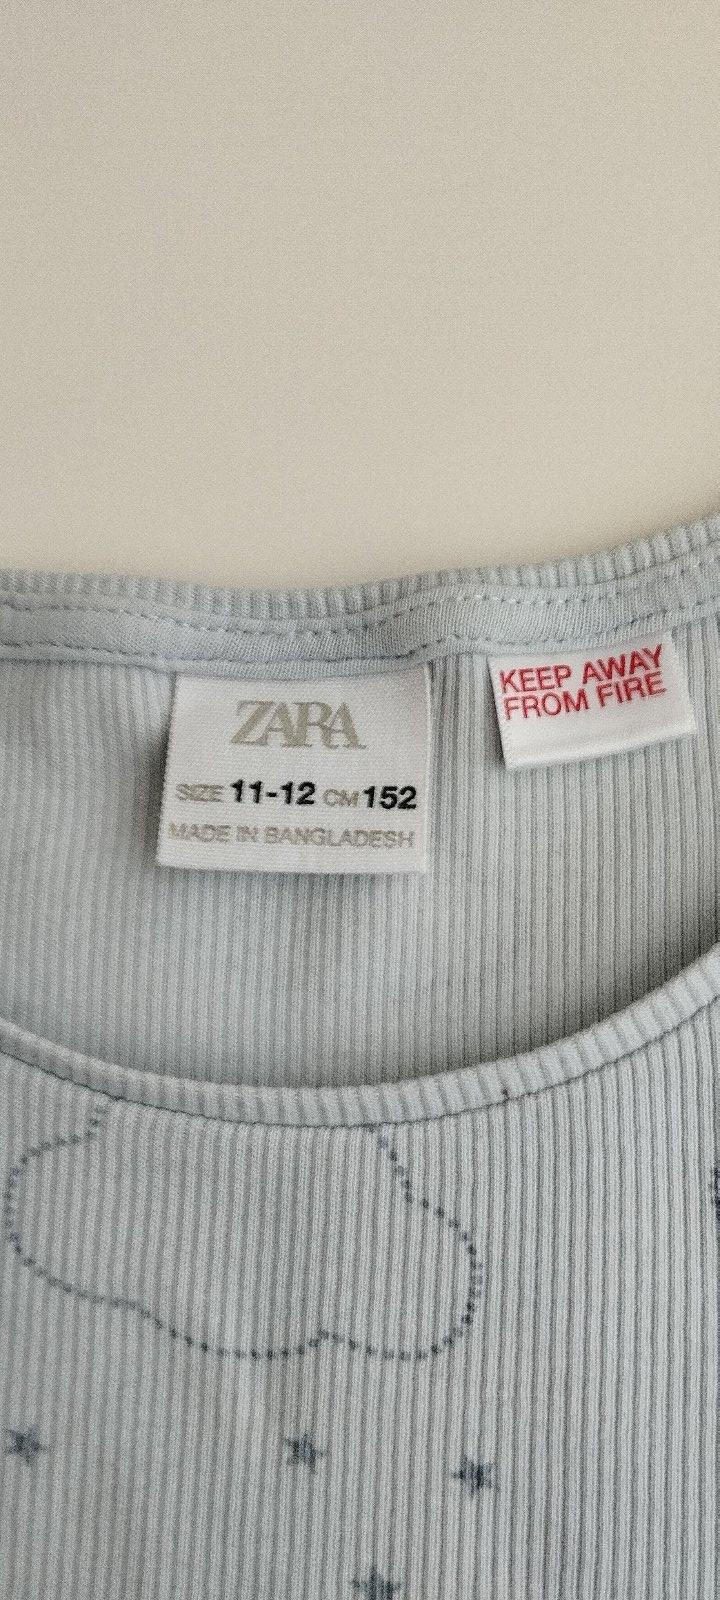 ZARA
SIZE 11-12 CM 152
MADE IN BANGLADESH
KEEP AWAY
FROM FIRE